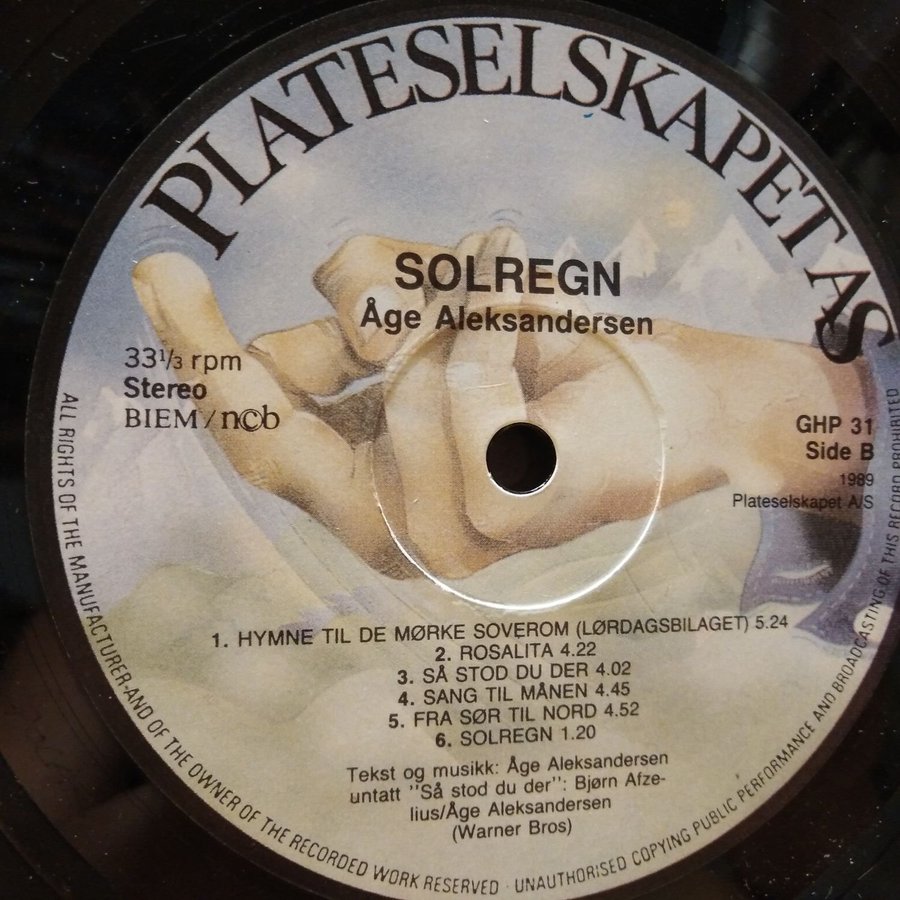 PLATESELSKAPET AS
SOLREGN
Åge Aleksandersen
33 1/3 rpm
Stereo
BIEM/n©b
GHP 31
Side B
1989
Plateselskapet A/S
1. HYMNE TIL DE MØRKE SOVEROM (LØRDAGSBILAGET) 5.24
2. ROSALITA 4.22
3. SÅ STOD DU DER 4.02
4. SANG TIL MÅNEN 4.45
5. FRA SØR TIL NORD 4.52
6. SOLREGN 1.20
Tekst og musikk: Åge Aleksandersen
untatt "Så stod du der": Bjørn Afze-
lius/Åge Aleksandersen
(Warner Bros)
ALL RIGHTS OF THE MANUFACTURER·AND OF THE OWNER OF THE RECORDED WORK RESERVED · UNAUTHORISED COPYING PUBLIC PERFORMANCE AND BROADCASTING OF THIS RECORD PROHIBITED